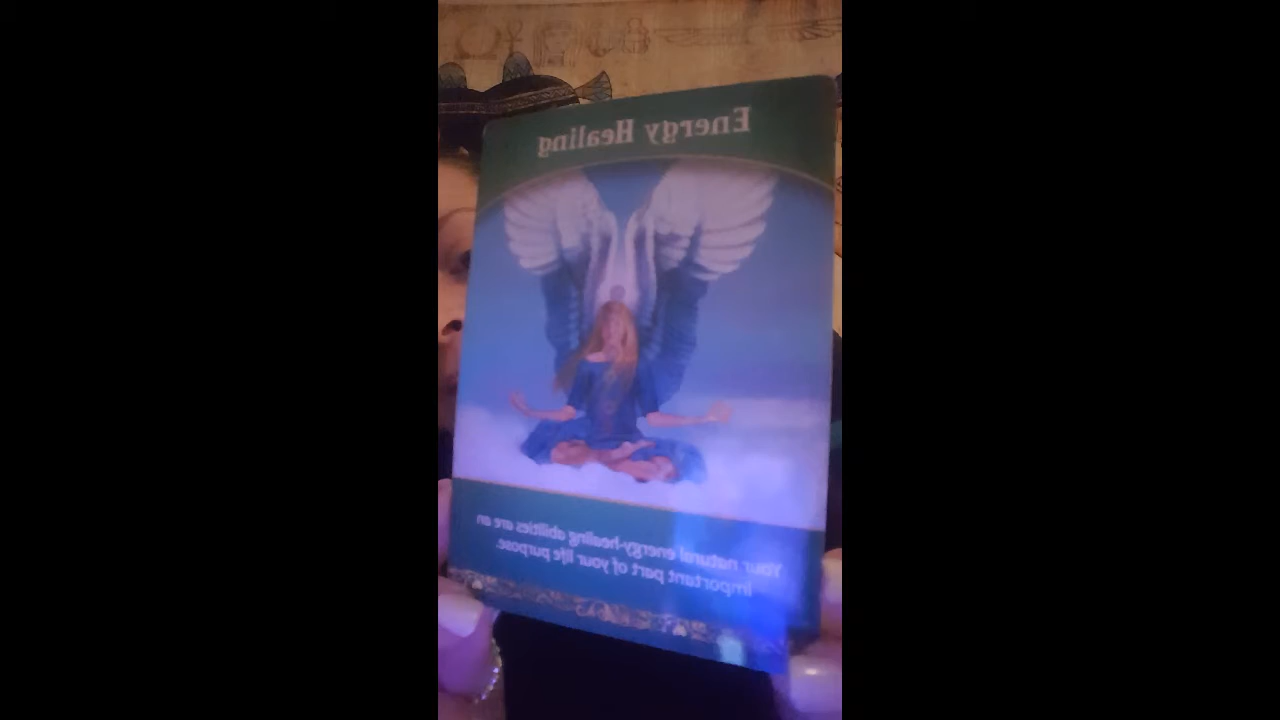 Energy Healing
Your natural energy-healing abilities are an
important part of your life purpose.